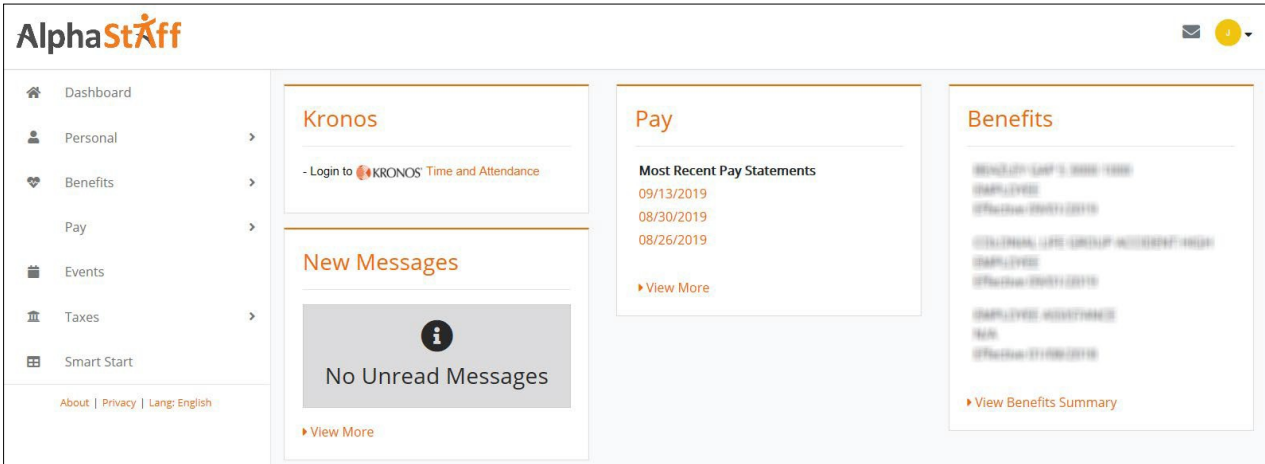 AlphaStaff
J
Dashboard
Personal
Benefits
Pay
Events
Taxes
Smart Start
About | Privacy | Lang: English
Kronos
- Login to KRONOS' Time and Attendance
New Messages
No Unread Messages
View More
Pay
Most Recent Pay Statements
09/13/2019
08/30/2019
08/26/2019
View More
Benefits
View Benefits Summary